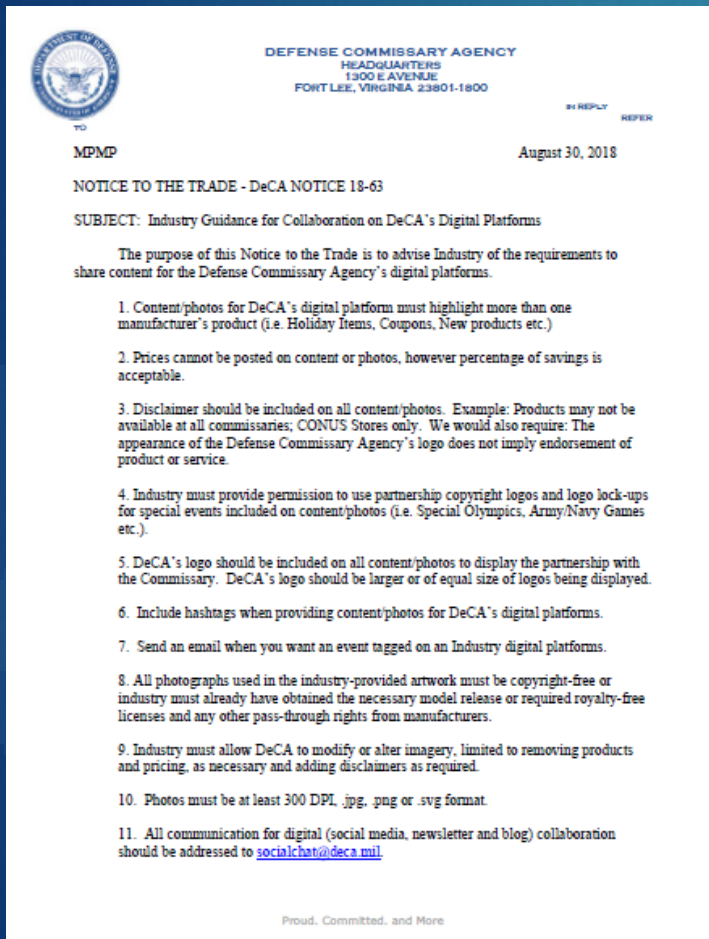 DEPARTMENT OF DEFENSE
DEFENSE COMMISSARY AGENCY
HEADQUARTERS
1300 E AVENUE
FORT LEE, VIRGINIA 23801-1800
IN REPLY
REFER
TO
MPMP August 30, 2018
NOTICE TO THE TRADE - DeCA NOTICE 18-63
SUBJECT: Industry Guidance for Collaboration on DeCA's Digital Platforms
The purpose of this Notice to the Trade is to advise Industry of the requirements to
share content for the Defense Commissary Agency's digital platforms.
1. Content/photos for DeCA's digital platform must highlight more than one
manufacturer's product (i.e. Holiday Items, Coupons, New products etc.)
2. Prices cannot be posted on content or photos, however percentage of savings is
acceptable.
3. Disclaimer should be included on all content/photos. Example: Products may not be
available at all commissaries; CONUS Stores only. We would also require: The
appearance of the Defense Commissary Agency's logo does not imply endorsement of
product or service.
4. Industry must provide permission to use partnership copyright logos and logo lock-ups
for special events included on content/photos (i.e. Special Olympics, Army/Navy Games
etc.).
5. DeCA's logo should be included on all content/photos to display the partnership with
the Commissary. DeCA's logo should be larger or of equal size of logos being displayed.
6. Include hashtags when providing content/photos for DeCA's digital platforms.
7. Send an email when you want an event tagged on an Industry digital platforms.
8. All photographs used in the industry-provided artwork must be copyright-free or
industry must already have obtained the necessary model release or required royalty-free
licenses and any other pass-through rights from manufacturers.
9. Industry must allow DeCA to modify or alter imagery, limited to removing products
and pricing, as necessary and adding disclaimers as required.
10. Photos must be at least 300 DPI, .jpg, .png or .svg format.
11. All communication for digital (social media, newsletter and blog) collaboration
should be addressed to socialchat@deca.mil.
Proud. Committed. and More